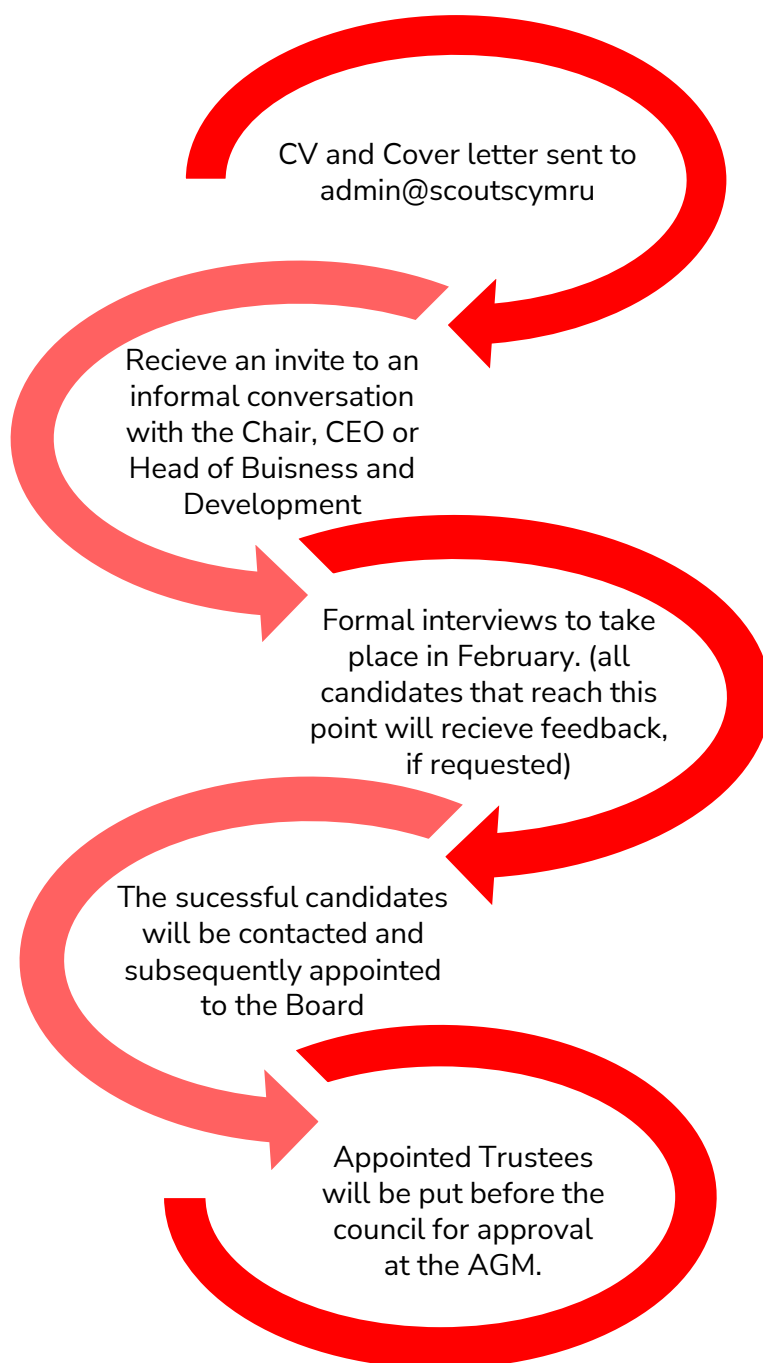 CV and Cover letter sent to
admin@scoutscymru
Recieve an invite to an
informal conversation
with the Chair, CEO or
Head of Buisness and
Development
Formal interviews to take
place in February. (all
candidates that reach this
point will recieve feedback,
if requested)
The sucessful candidates
will be contacted and
subsequently appointed
to the Board
Appointed Trustees
will be put before the
council for approval
at the AGM.